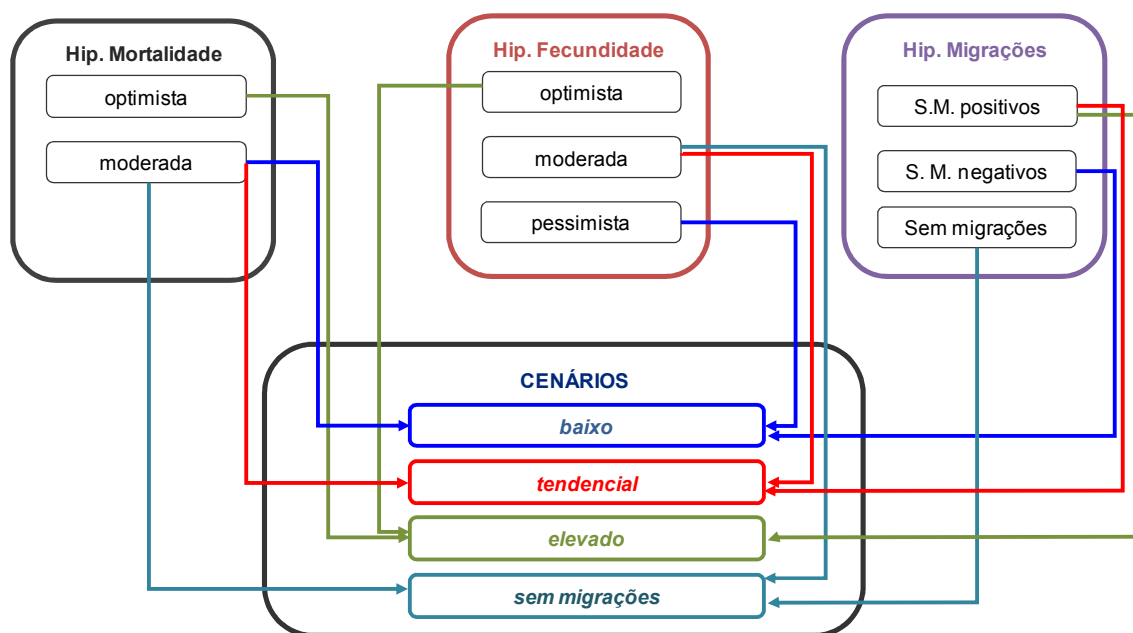 Hip. Mortalidade
optimista
moderada
Hip. Fecundidade
optimista
moderada
pessimista
Hip. Migrações
S.M. positivos
S. M. negativos
Sem migrações
CENÁRIOS
baixo
tendencial
elevado
sem migrações